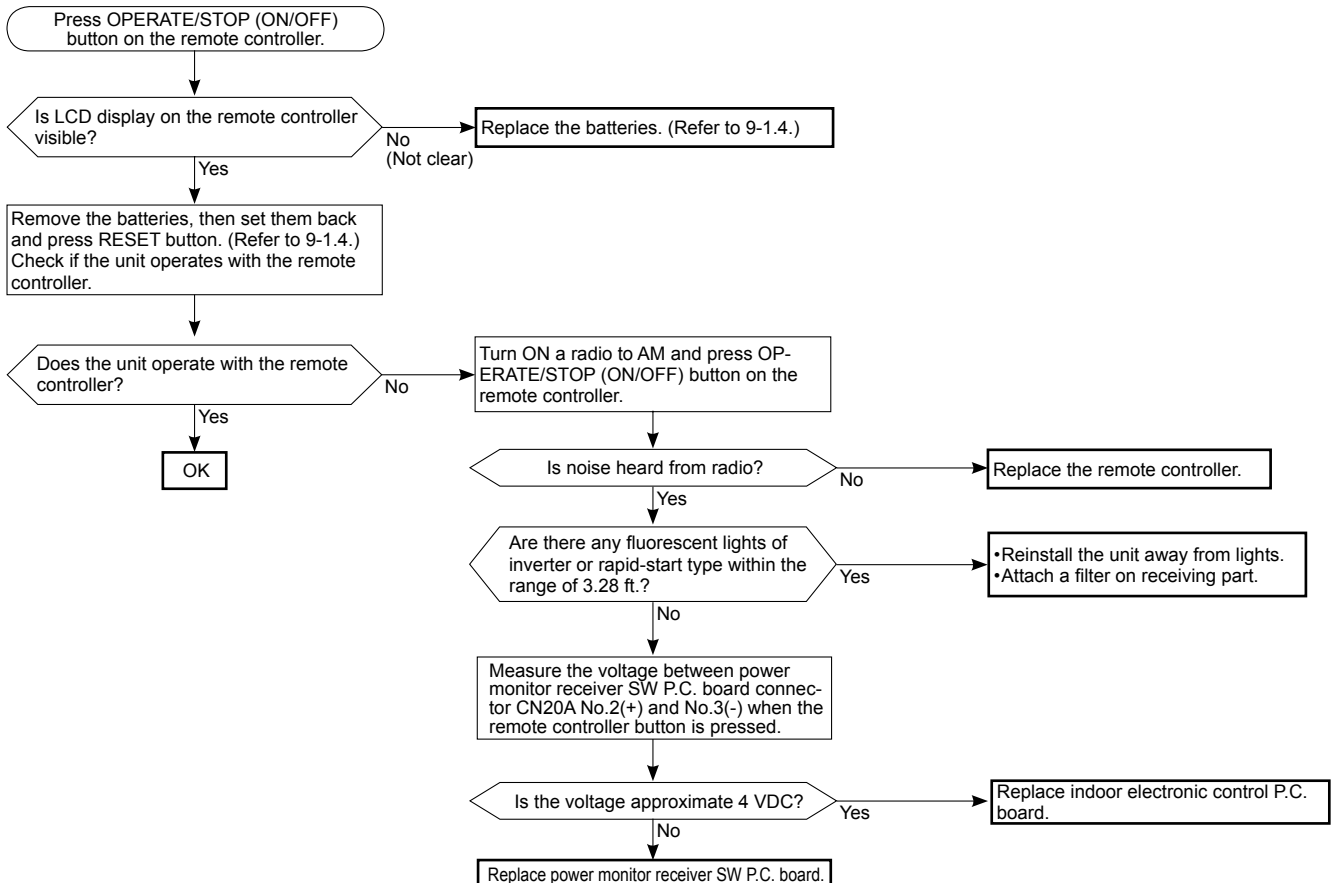 Press OPERATE/STOP (ON/OFF)
button on the remote controller.
Is LCD display on the remote controller
visible?
No
(Not clear)
Replace the batteries. (Refer to 9-1.4.)
Yes
Remove the batteries, then set them back
and press RESET button. (Refer to 9-1.4.)
Check if the unit operates with the remote
controller.
Does the unit operate with the remote
controller?
No
Yes
OK
Turn ON a radio to AM and press OP-
ERATE/STOP (ON/OFF) button on the
remote controller.
Is noise heard from radio?
No
Replace the remote controller.
Yes
Are there any fluorescent lights of
inverter or rapid-start type within the
range of 3.28 ft.?
Yes
•Reinstall the unit away from lights.
•Attach a filter on receiving part.
No
Measure the voltage between power
monitor receiver SW P.C. board connec-
tor CN20A No.2(+) and No.3(-) when the
remote controller button is pressed.
Is the voltage approximate 4 VDC?
Yes
Replace indoor electronic control P.C.
board.
No
Replace power monitor receiver SW P.C. board.